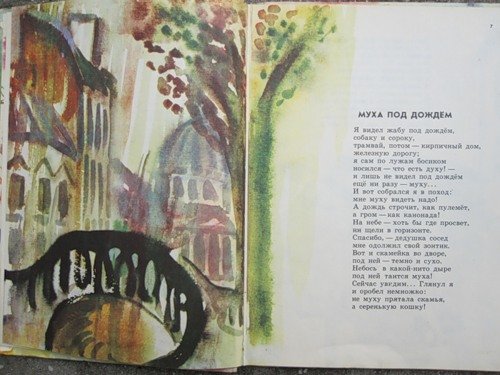 7
МУХА ПОД ДОЖДЕМ
Я видел жабу под дождём,
собаку и сороку,
трамвай, потом — кирпичный дом,
железную дорогу;
я сам по лужам босиком
носился — что есть духу! —
и лишь не видел под дождём
ещё ни разу — муху...
И вот собрался я в поход:
мне муху видеть надо!
А дождь строчит, как пулемёт,
а гром — как канонада!
На небе — хоть бы где просвет,
ни щели в горизонте.
Спасибо, — дедушка сосед
мне одолжил свой зонтик.
Вот и скамейка во дворе,
под ней — темно и сухо.
Небось в какой-нито дыре
под ней таится муха!
Сейчас увидим... Глянул я
и оробел немножко:
не муху прятала скамья,
а серенькую кошку!